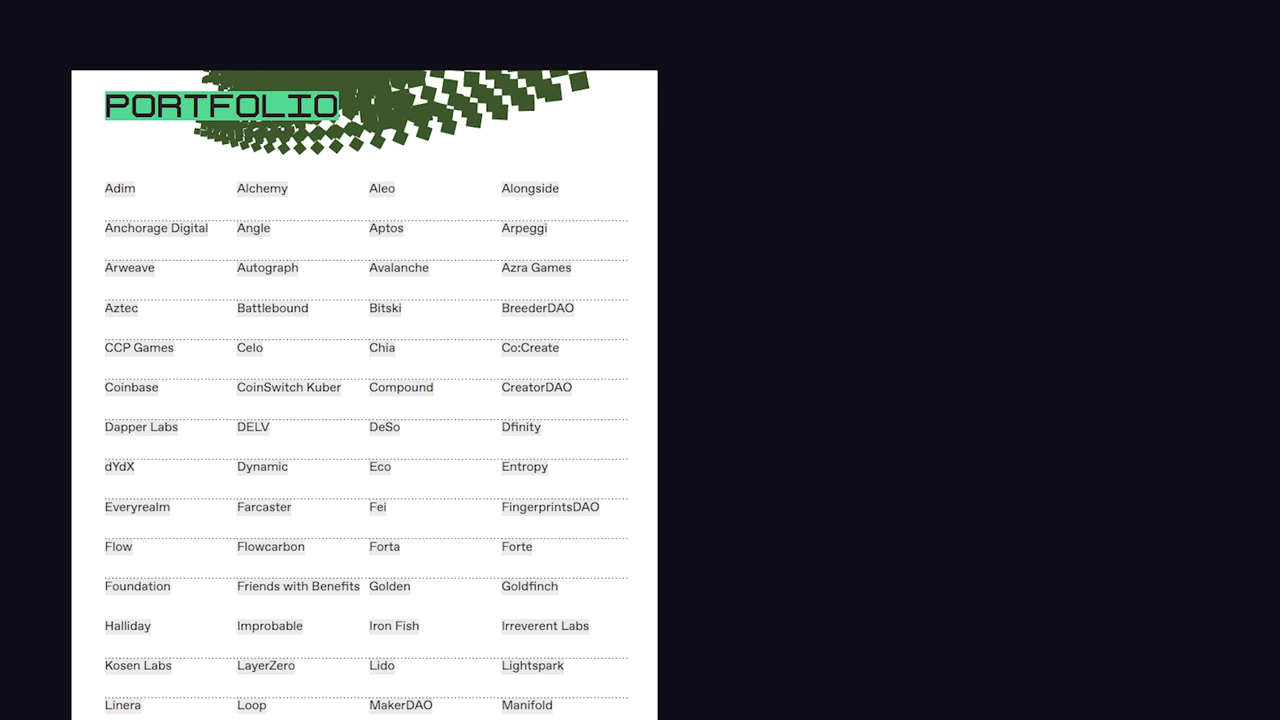 PORTFOLIO
Adim Alchemy Aleo Alongside
Anchorage Digital Angle Aptos Arpeggi
Arweave Autograph Avalanche Azra Games
Aztec Battlebound Bitski BreederDAO
CCP Games Celo Chia Co:Create
Coinbase CoinSwitch Kuber Compound CreatorDAO
Dapper Labs DELV DeSo Dfinity
dYdX Dynamic Eco Entropy
Everyrealm Farcaster Fei FingerprintsDAO
Flow Flowcarbon Forta Forte
Foundation Friends with Benefits Golden Goldfinch
Halliday Improbable Iron Fish Irreverent Labs
Kosen Labs LayerZero Lido Lightspark
Linera Loop MakerDAO Manifold